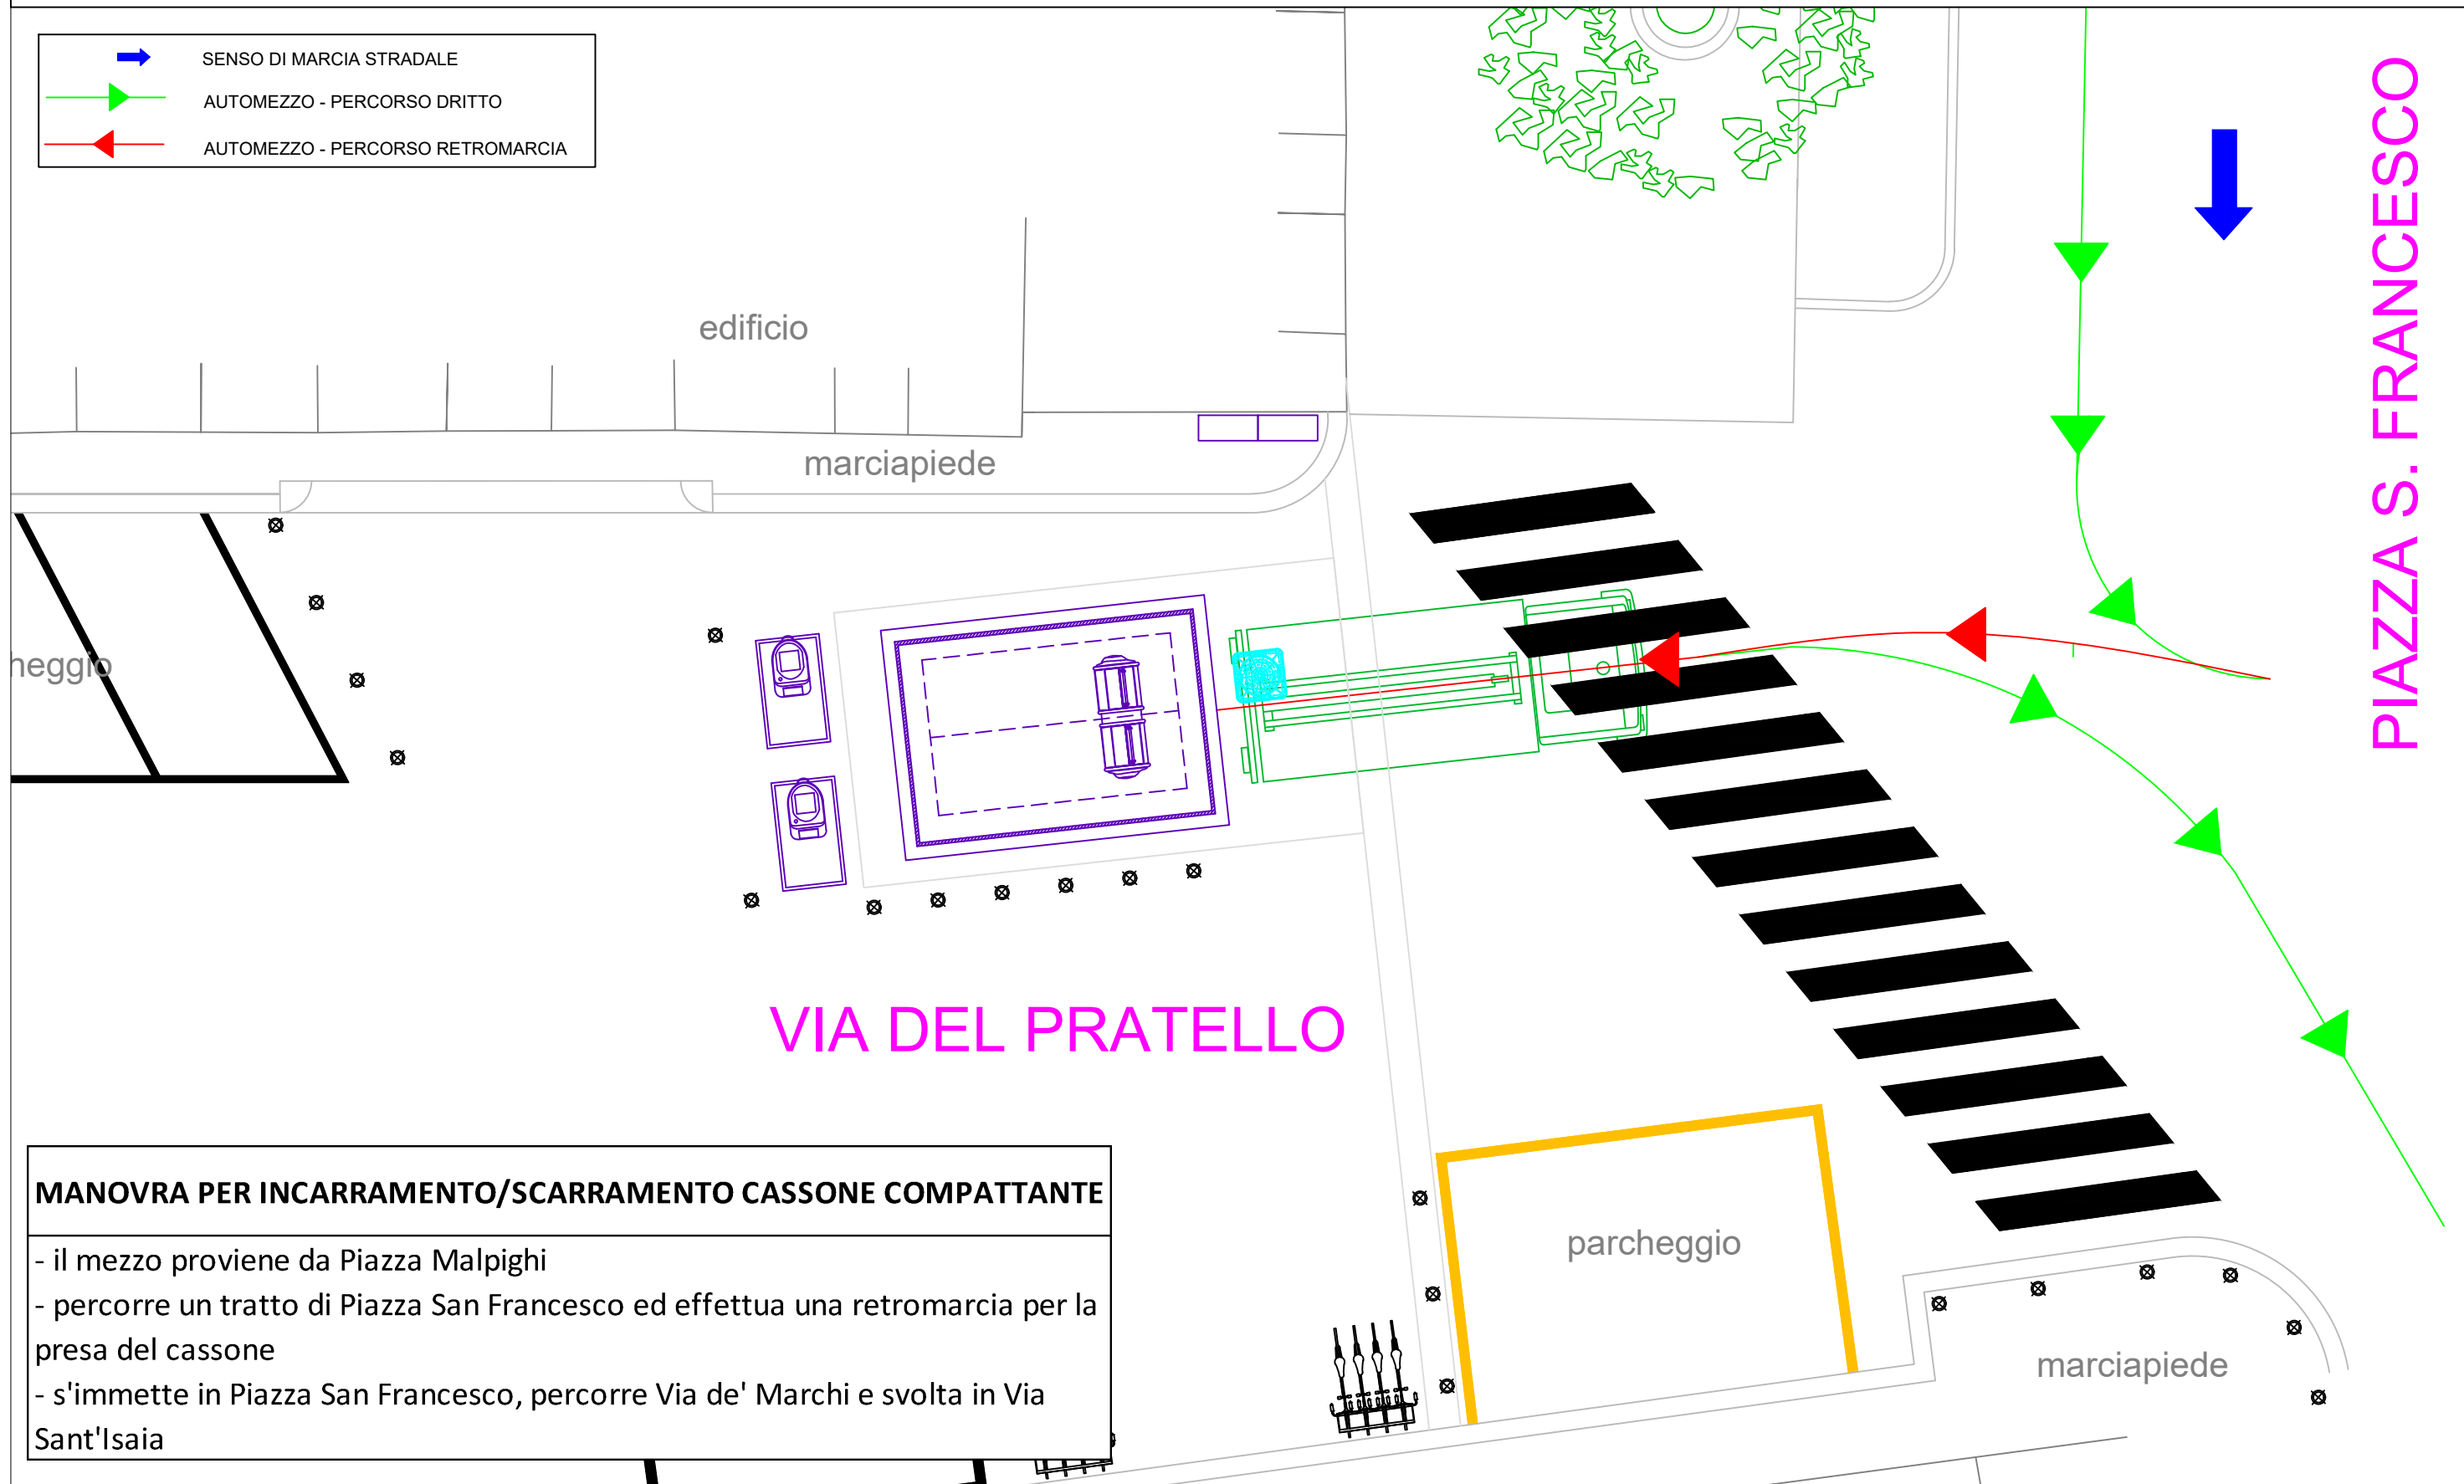 SENSO DI MARCIA STRADALE
AUTOMEZZO - PERCORSO DRITTO
AUTOMEZZO - PERCORSO RETROMARCIA
PIAZZA S. FRANCESCO
edificio
marciapiede
heggio
VIA DEL PRATELLO
parcheggio
marciapiede
MANOVRA PER INCARRAMENTO/SCARRAMENTO CASSONE COMPATTANTE
- il mezzo proviene da Piazza Malpighi
- percorre un tratto di Piazza San Francesco ed effettua una retromarcia per la
presa del cassone
- s'immette in Piazza San Francesco, percorre Via de' Marchi e svolta in Via
Sant'Isaia